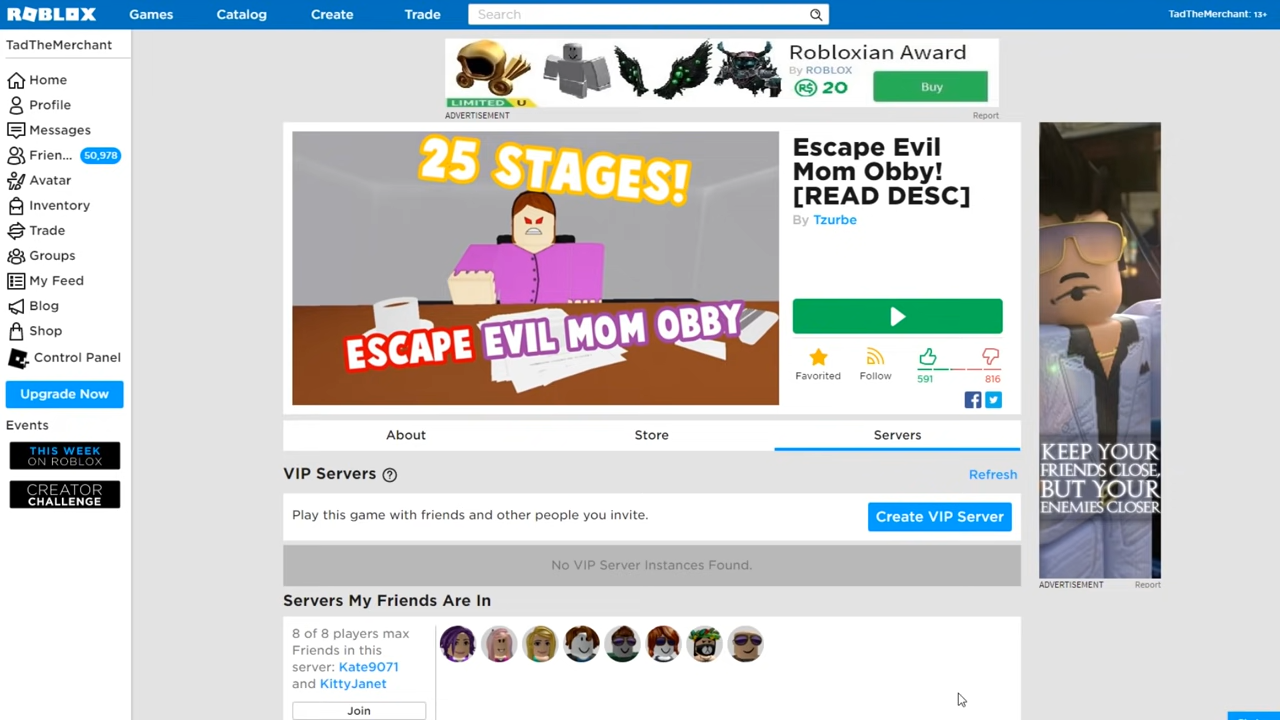 ROBLOX
Games
Catalog
Create
Trade
Search
TadTheMerchant: 13+
TadTheMerchant
Home
Profile
Messages
Frien... 50,978
Avatar
Inventory
Trade
Groups
My Feed
Blog
Shop
Control Panel
Upgrade Now
Events
THIS WEEK
ON ROBLOX
CREATOR
CHALLENGE
Robloxian Award
By ROBLOX
R$ 20
Buy
LIMITED U
ADVERTISEMENT
Report
25 STAGES!
ESCAPE EVIL MOM OBBY
Escape Evil
Mom Obby!
[READ DESC]
By Tzurbe
Favorited
Follow
591
816
About
Store
Servers
VIP Servers
Refresh
Play this game with friends and other people you invite.
Create VIP Server
No VIP Server Instances Found.
Servers My Friends Are In
8 of 8 players max
Friends in this
server: Kate9071
and KittyJanet
Join
KEEP YOUR
FRIENDS CLOSE,
BUT YOUR
ENEMIES CLOSER
ADVERTISEMENT
Report